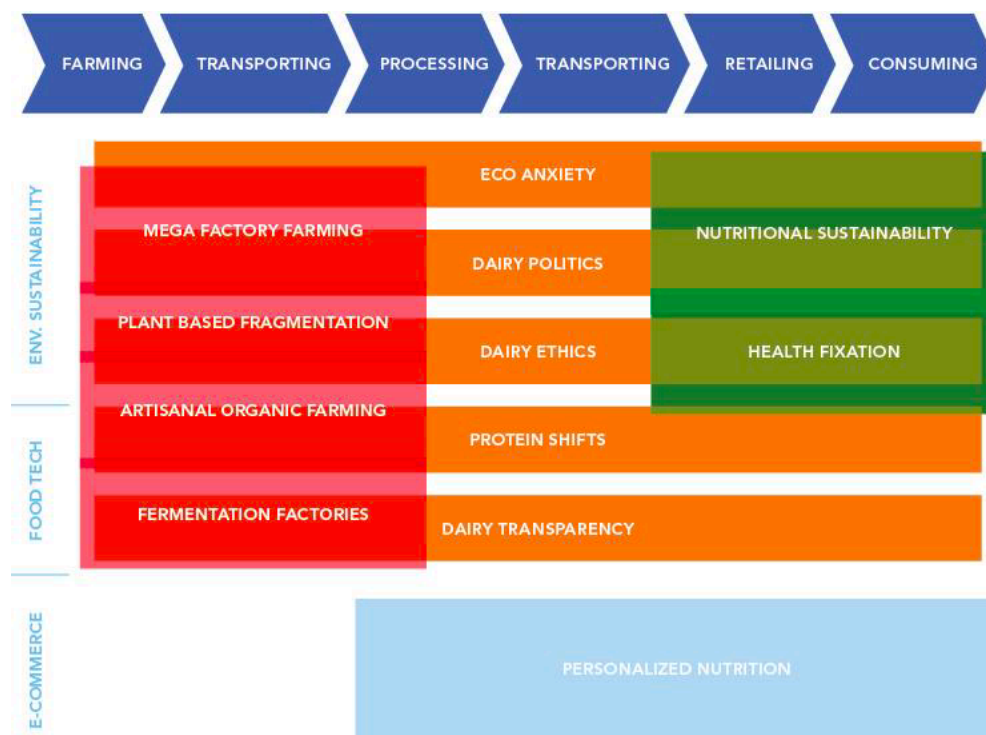 FARMING
TRANSPORTING
PROCESSING
TRANSPORTING
RETAILING
CONSUMING
ENV. SUSTAINABILITY
ECO ANXIETY
MEGA FACTORY FARMING
NUTRITIONAL SUSTAINABILITY
DAIRY POLITICS
PLANT BASED FRAGMENTATION
DAIRY ETHICS
HEALTH FIXATION
FOOD TECH
ARTISANAL ORGANIC FARMING
PROTEIN SHIFTS
FERMENTATION FACTORIES
DAIRY TRANSPARENCY
E-COMMERCE
PERSONALIZED NUTRITION